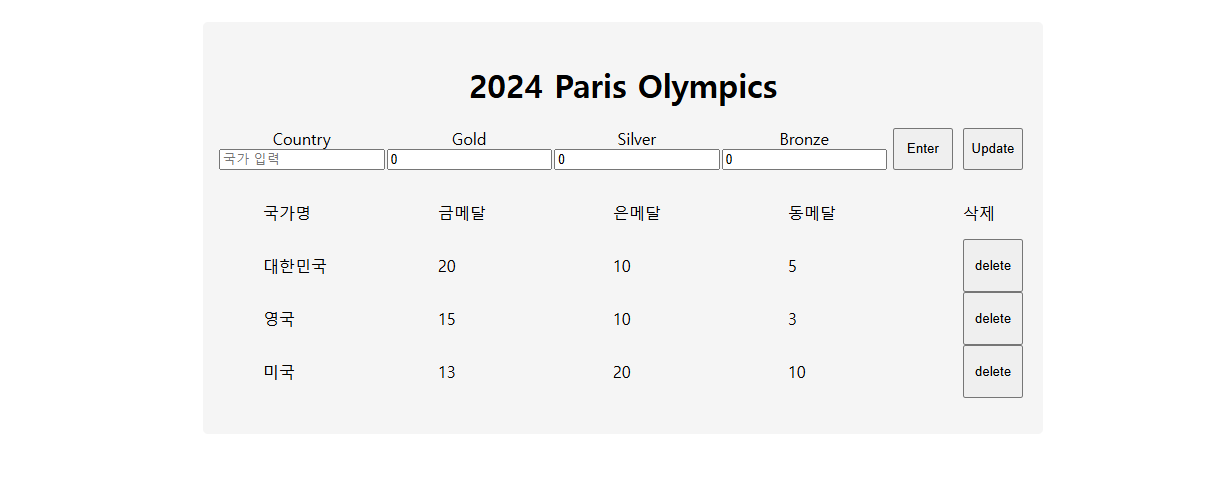 2024 Paris Olympics
Country Gold Silver Bronze Enter Update
국가 입력 0 0 0
국가명 금메달 은메달 동메달 삭제
대한민국 20 10 5 delete
영국 15 10 3 delete
미국 13 20 10 delete